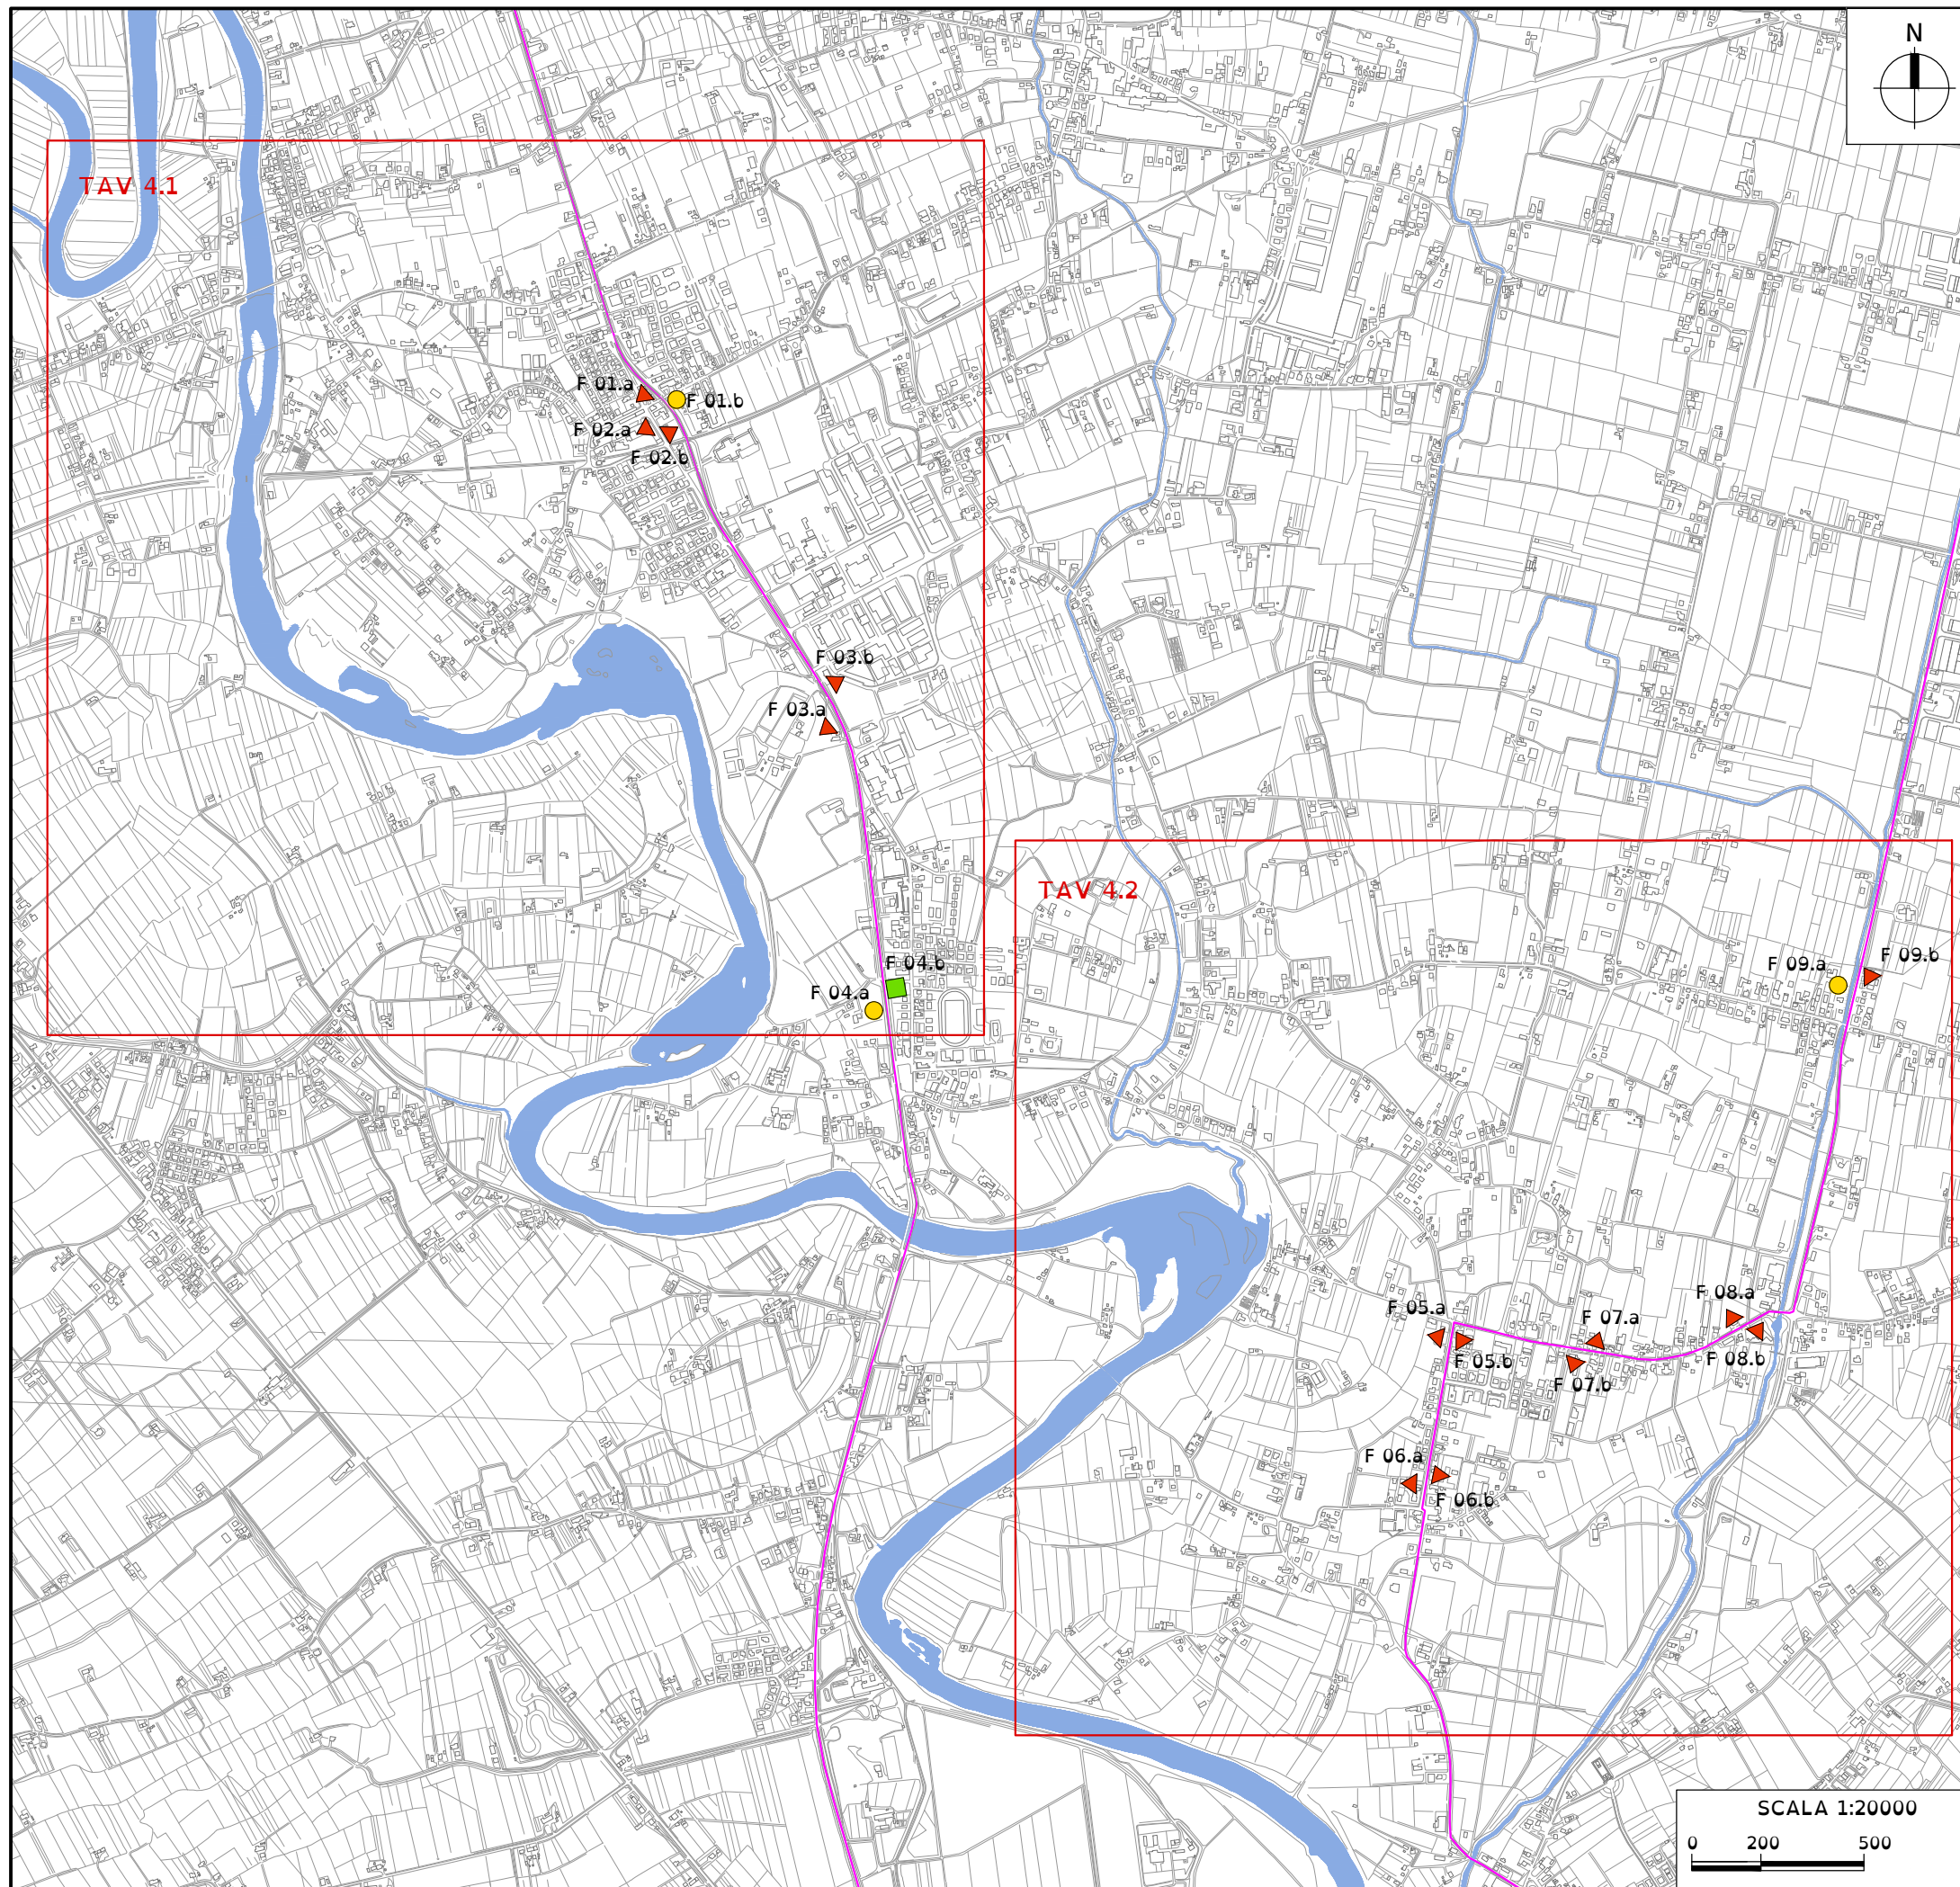 N
TAV 4.1
F 01.a
F 01.b
F 02.a
F 02.b
F 03.b
F 03.a
TAV 4.2
F 04.b
F 04.a
F 09.b
F 09.a
F 08.a
F 05.a
F 07.a
F 05.b
F 08.b
F 07.b
F 06.a
F 06.b
SCALA 1:20000
0 200 500